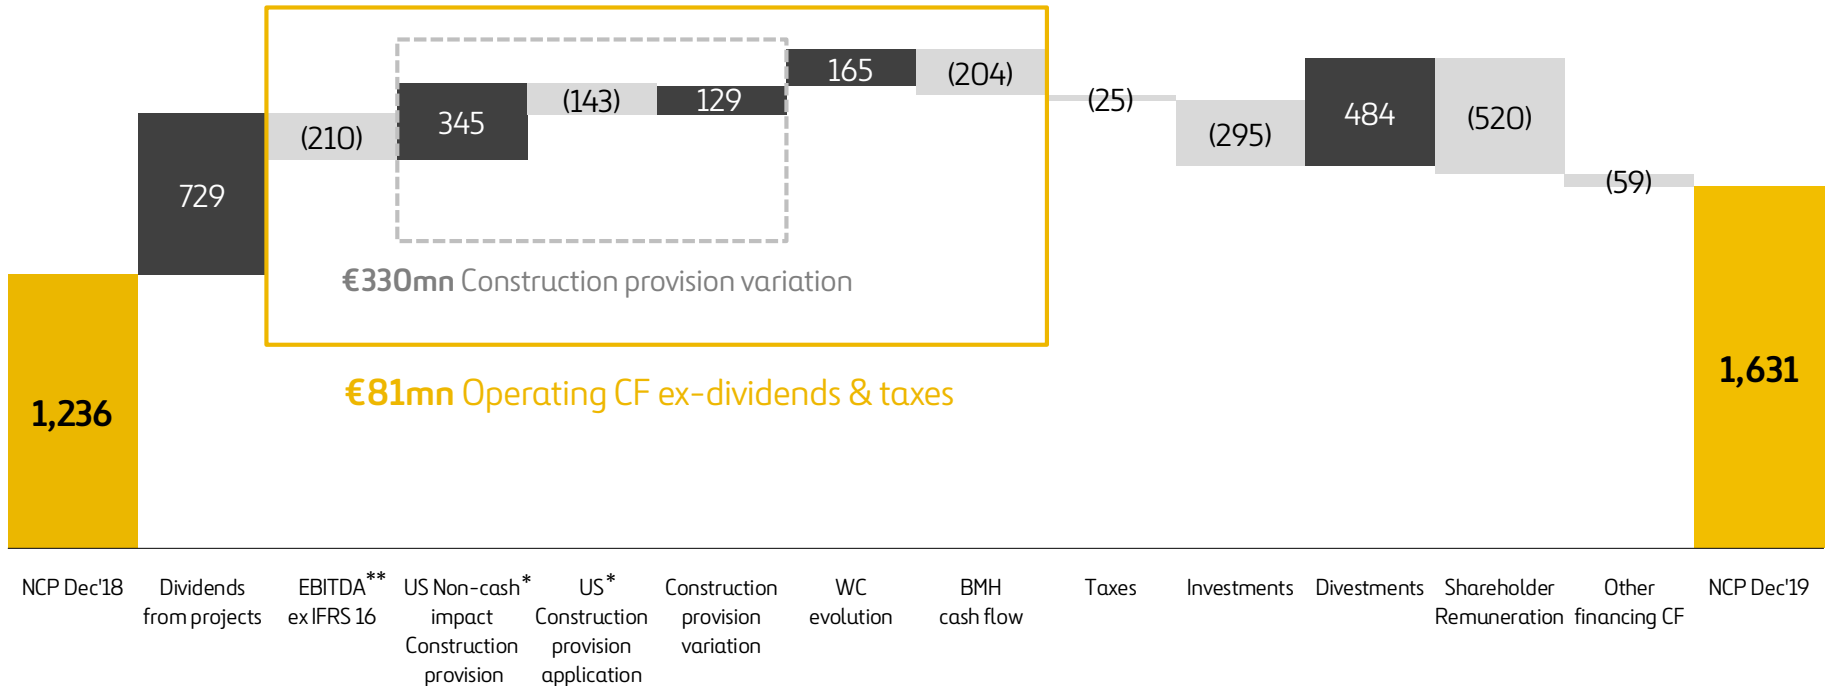 165
(204)
345
(143)
129
(210)
(25)
(295)
484
(520)
729
(59)
€330mn Construction provision variation
€81mn Operating CF ex-dividends & taxes
1,236
1,631
NCP Dec'18
Dividends
from projects
EBITDA**
ex IFRS 16
US Non-cash*
impact
Construction
provision
US*
Construction
provision
application
Construction
provision
variation
WC
evolution
BMH
cash flow
Taxes
Investments
Divestments
Shareholder
Remuneration
Other
financing CF
NCP Dec'19